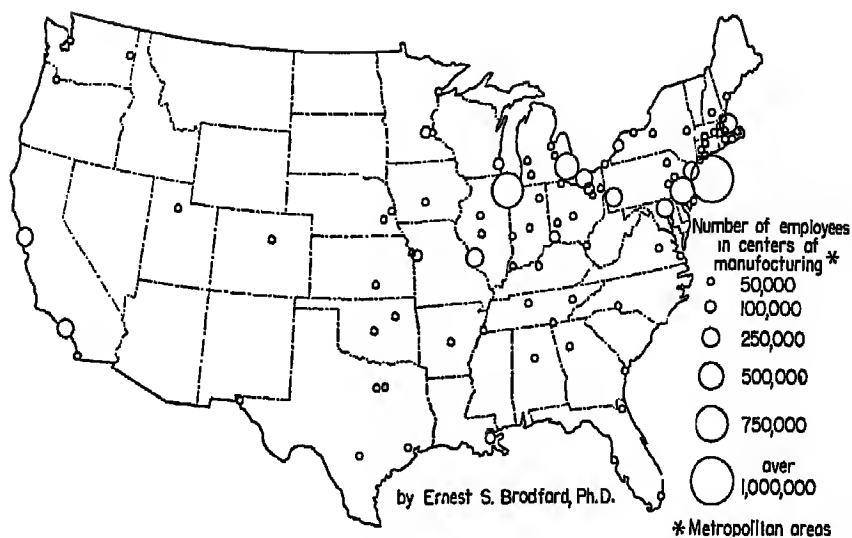 Number of employees
in centers of
manufacturing *
50,000
100,000
250,000
500,000
750,000
over
1,000,000
by Ernest S. Bradford, Ph.D.
* Metropolitan areas